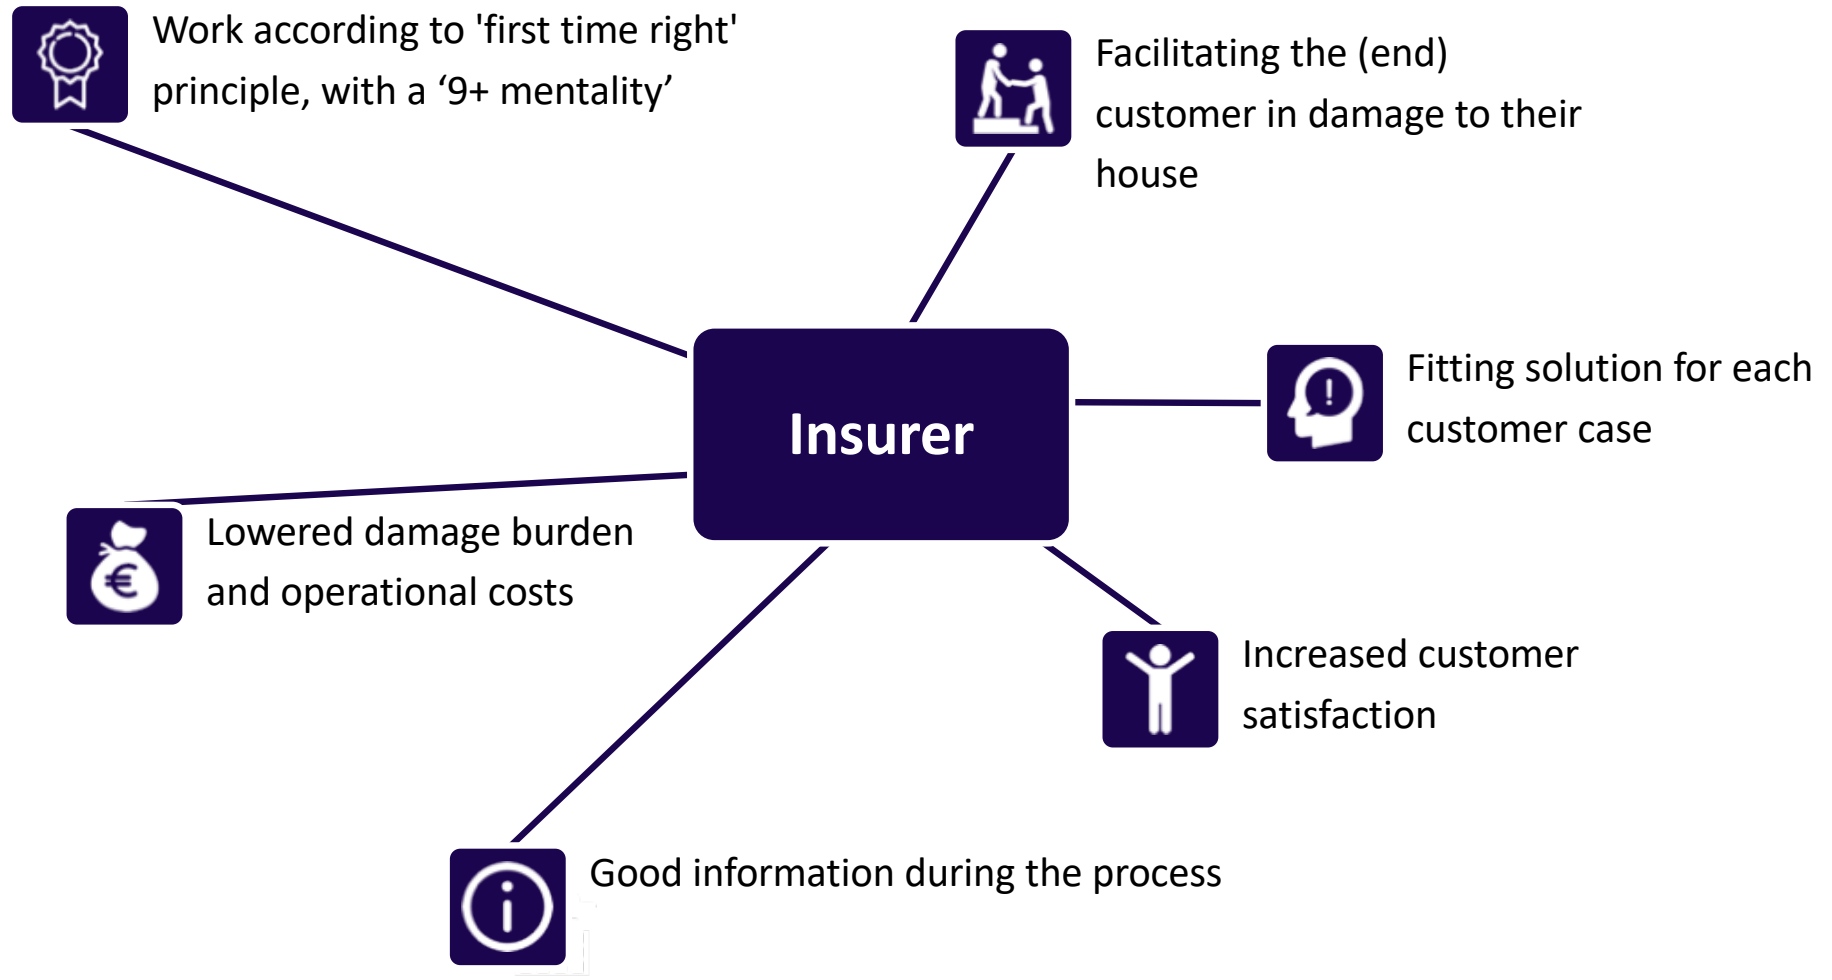 Work according to 'first time right'
principle, with a ‘9+ mentality’
Facilitating the (end)
customer in damage to their
house
Insurer
Fitting solution for each
customer case
Lowered damage burden
and operational costs
Increased customer
satisfaction
Good information during the process